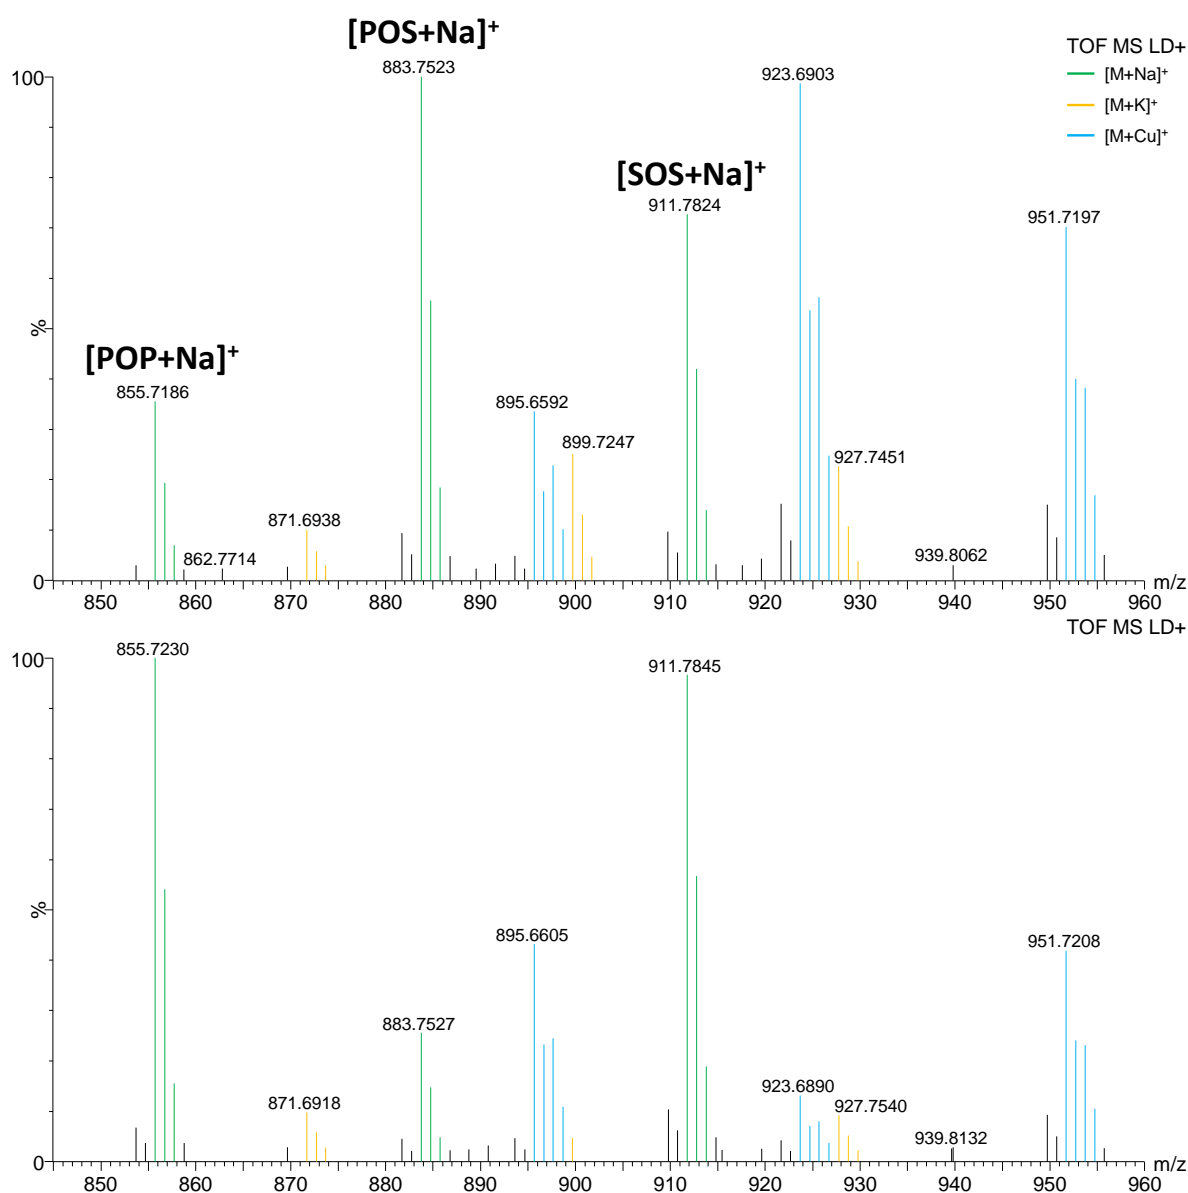 [POS+Na]⁺
TOF MS LD+
[M+Na]⁺
[M+K]⁺
[M+Cu]⁺
100
883.7523
923.6903
[SOS+Na]⁺
911.7824
951.7197
%
[POP+Na]⁺
855.7186
895.6592
899.7247
927.7451
871.6938
862.7714
939.8062
0
m/z
850 860 870 880 890 900 910 920 930 940 950 960
TOF MS LD+
100
855.7230
911.7845
%
895.6605
951.7208
883.7527
871.6918
923.6890
927.7540
939.8132
0
m/z
850 860 870 880 890 900 910 920 930 940 950 960